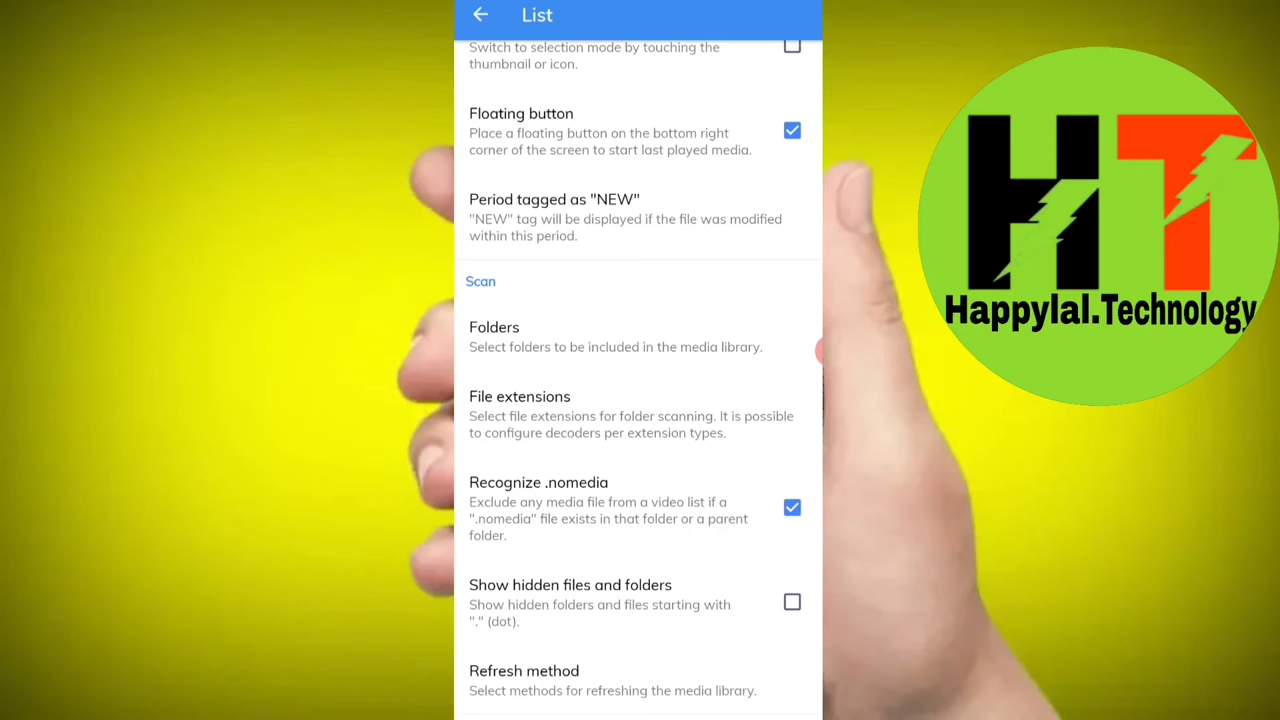 List
Switch to selection mode by touching the
thumbnail or icon.
Floating button
Place a floating button on the bottom right
corner of the screen to start last played media.
Period tagged as "NEW"
"NEW" tag will be displayed if the file was modified
within this period.
Scan
Folders
Select folders to be included in the media library.
File extensions
Select file extensions for folder scanning. It is possible
to configure decoders per extension types.
Recognize .nomedia
Exclude any media file from a video list if a
".nomedia" file exists in that folder or a parent
folder.
Show hidden files and folders
Show hidden folders and files starting with
"." (dot).
Refresh method
Select methods for refreshing the media library.
HT
Happylal.Technology